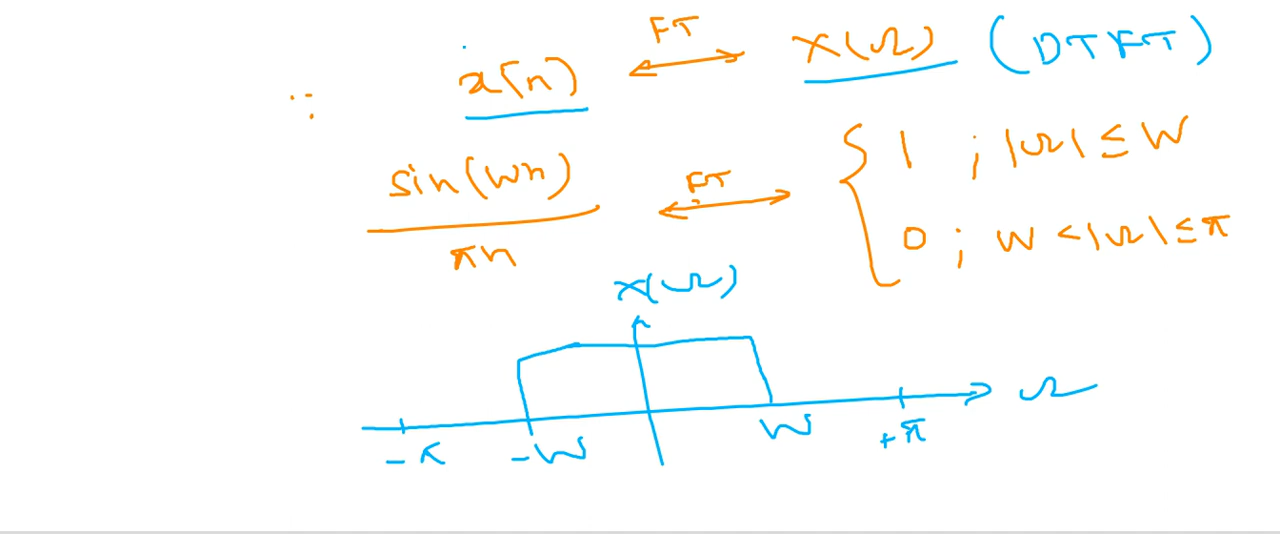 ∵ x[n] FT ↔ X(Ω) (DTFT)
sin(Wn)/πn FT ↔ { 1 ; |Ω| ≤ W
0 ; W < |Ω| ≤ π
X(Ω)
-π -W W +π Ω